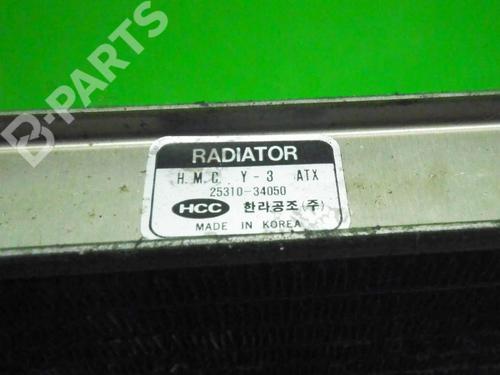 B-PARTS
RADIATOR
H.M.C. Y-3 ATX
25310-34050
HCC 한라공조(주)
MADE IN KOREA